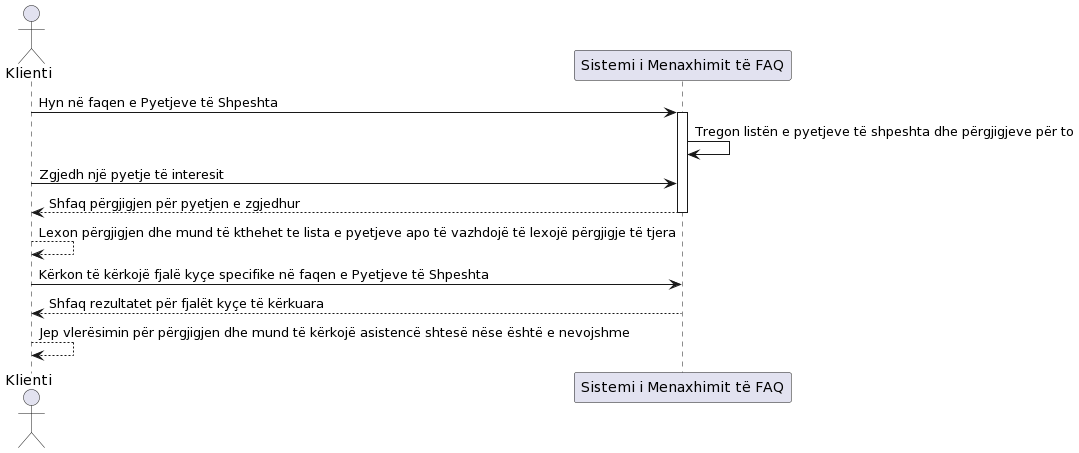 Klienti
Sistemi i Menaxhimit të FAQ
Hyn në faqen e Pyetjeve të Shpeshta
Tregon listën e pyetjeve të shpeshta dhe përgjigjeve për to
Zgjedh një pyetje të interesit
Shfaq përgjigjen për pyetjen e zgjedhur
Lexon përgjigjen dhe mund të kthehet te lista e pyetjeve apo të vazhdojë të lexojë përgjigje të tjera
Kërkon të kërkojë fjalë kyçe specifike në faqen e Pyetjeve të Shpeshta
Shfaq rezultatet për fjalët kyçe të kërkuara
Jep vlerësimin për përgjigjen dhe mund të kërkojë asistencë shtesë nëse është e nevojshme
Klienti
Sistemi i Menaxhimit të FAQ